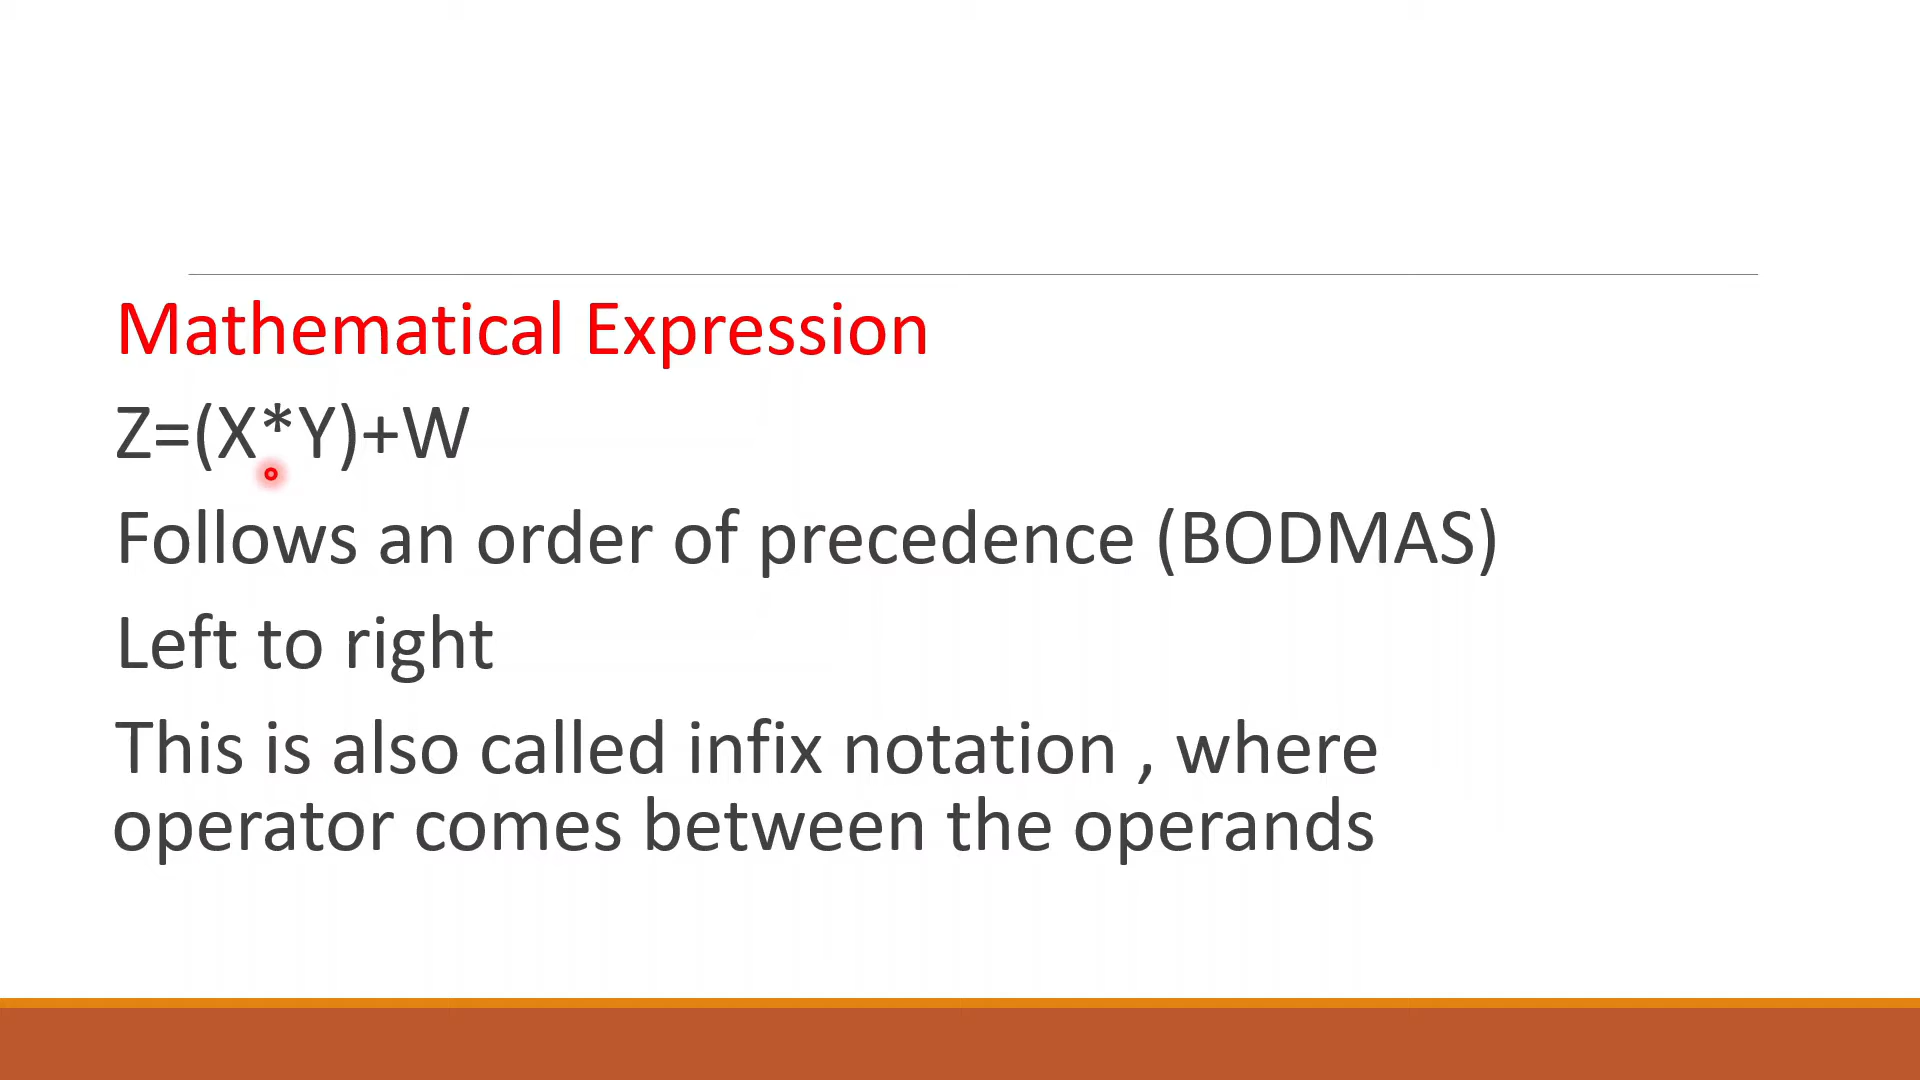 Mathematical Expression
Z=(X*Y)+W
Follows an order of precedence (BODMAS)
Left to right
This is also called infix notation , where
operator comes between the operands